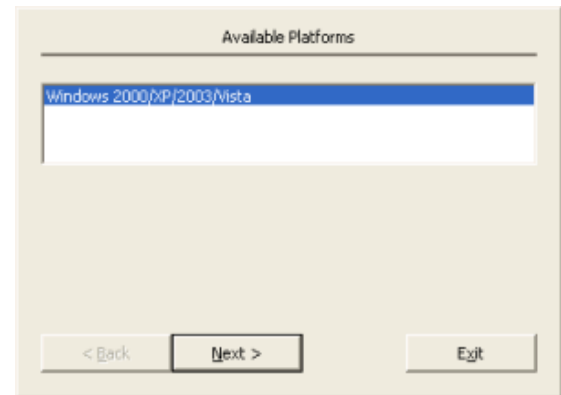 Available Platforms
Windows 2000/XP/2003/Vista
< Back
Next >
Exit